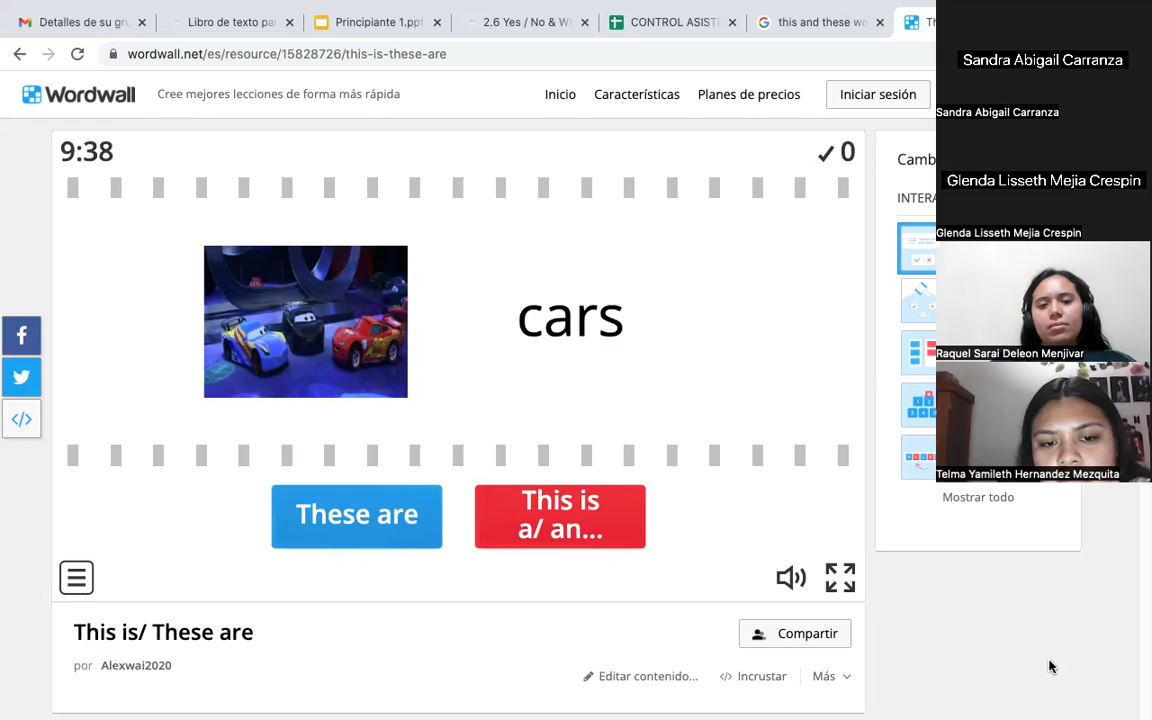 Detalles de su gru
Libro de texto par
Principiante 1.ppt
2.6 Yes / No & W
CONTROL ASIST
this and these wo
Th
wordwall.net/es/resource/15828726/this-is-these-are
Wordwall
Cree mejores lecciones de forma más rápida
Inicio
Características
Planes de precios
Iniciar sesión
9:38
0
cars
These are
This is
a/ an...
This is/ These are
por Alexwai2020
Compartir
Editar contenido...
Incrustar
Más
Camb
INTERA
Mostrar todo
Sandra Abigail Carranza
Sandra Abigail Carranza
Glenda Lisseth Mejia Crespin
Glenda Lisseth Mejia Crespin
Raquel Sarai Deleon Menjivar
Telma Yamileth Hernandez Mezquita